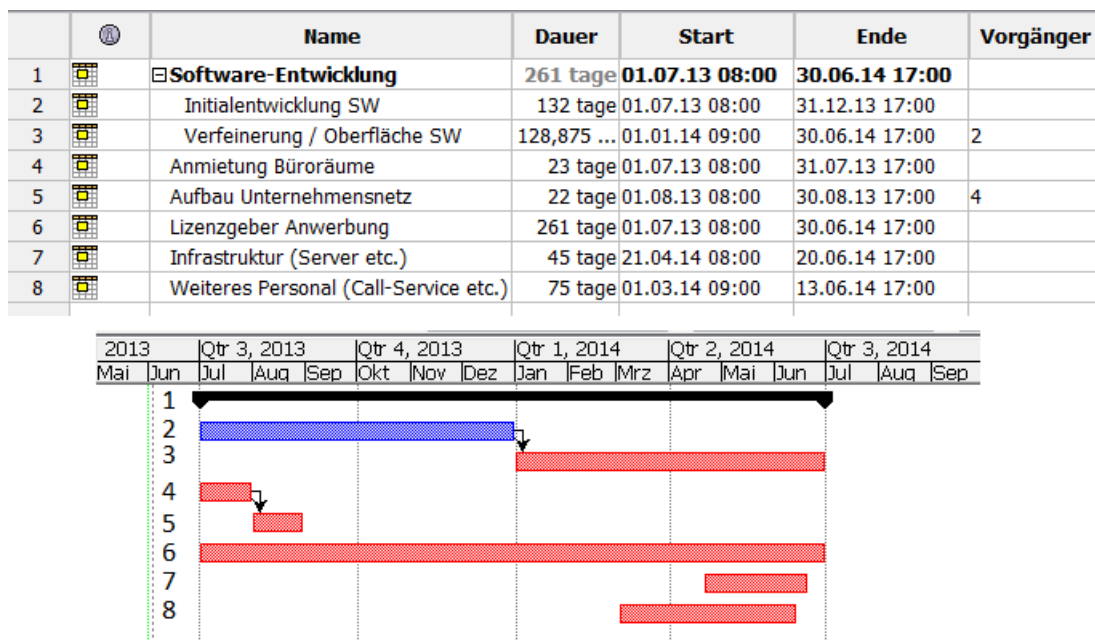 Name Dauer Start Ende Vorgänger
1 Software-Entwicklung 261 tage 01.07.13 08:00 30.06.14 17:00
2 Initialentwicklung SW 132 tage 01.07.13 08:00 31.12.13 17:00
3 Verfeinerung / Oberfläche SW 128,875 ... 01.01.14 09:00 30.06.14 17:00 2
4 Anmietung Büroräume 23 tage 01.07.13 08:00 31.07.13 17:00
5 Aufbau Unternehmensnetz 22 tage 01.08.13 08:00 30.08.13 17:00 4
6 Lizenzgeber Anwerbung 261 tage 01.07.13 08:00 30.06.14 17:00
7 Infrastruktur (Server etc.) 45 tage 21.04.14 08:00 20.06.14 17:00
8 Weiteres Personal (Call-Service etc.) 75 tage 01.03.14 09:00 13.06.14 17:00
2013 Qtr 3, 2013 Qtr 4, 2013 Qtr 1, 2014 Qtr 2, 2014 Qtr 3, 2014
Mai Jun Jul Aug Sep Okt Nov Dez Jan Feb Mrz Apr Mai Jun Jul Aug Sep
1
2
3
4
5
6
7
8